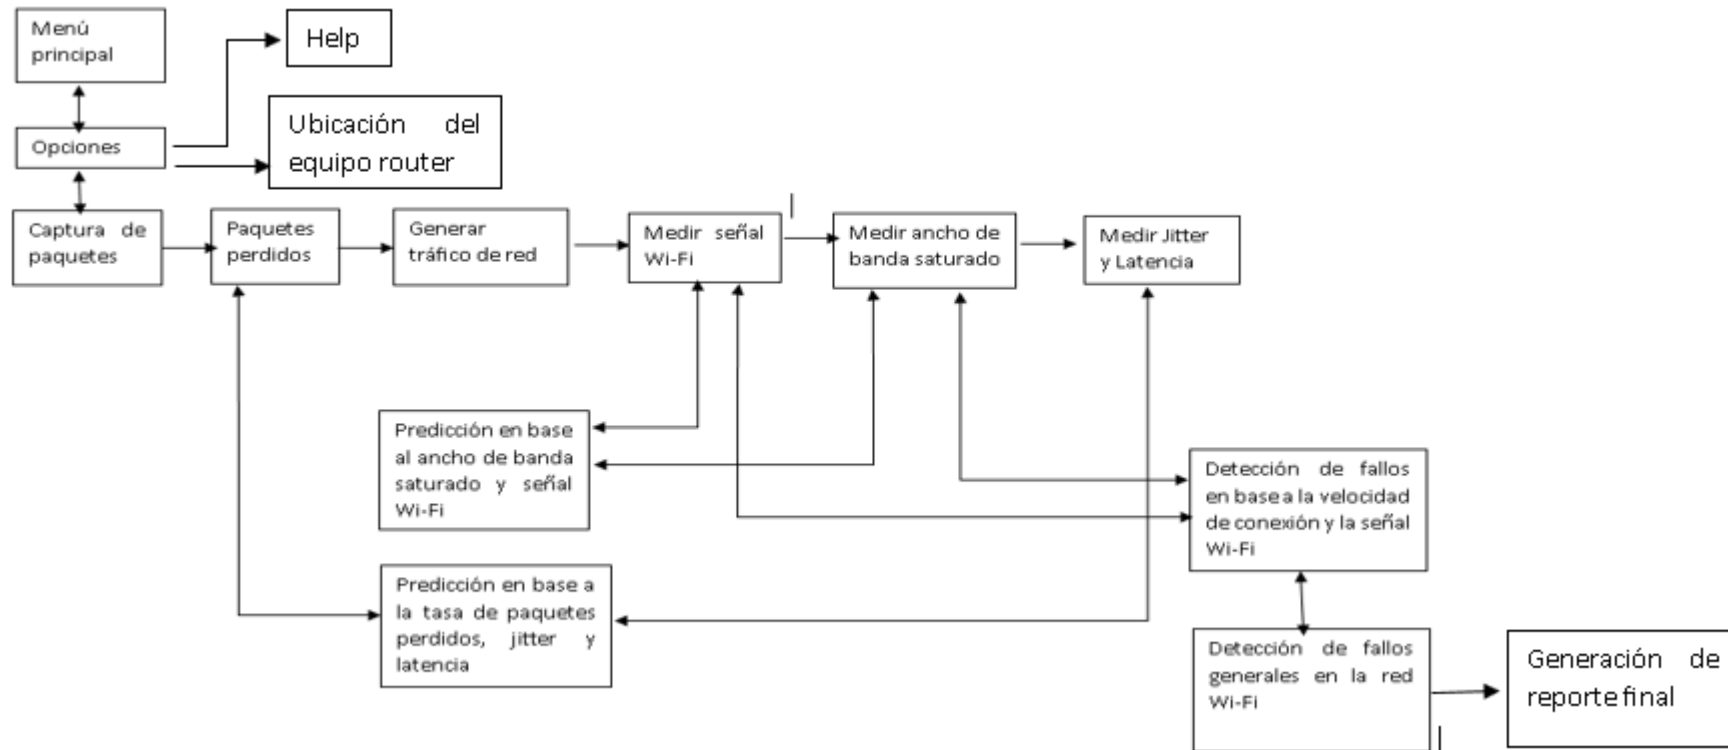 Menú
principal
Help
Opciones
Ubicación del
equipo router
Captura de
paquetes
Paquetes
perdidos
Generar
tráfico de red
Medir señal
Wi-Fi
Medir ancho de
banda saturado
Medir Jitter
y Latencia
Predicción en base
al ancho de banda
saturado y señal
Wi-Fi
Detección de fallos
en base a la velocidad
de conexión y la señal
Wi-Fi
Predicción en base a
la tasa de paquetes
perdidos, jitter y
latencia
Detección de fallos
generales en la red
Wi-Fi
Generación de
reporte final